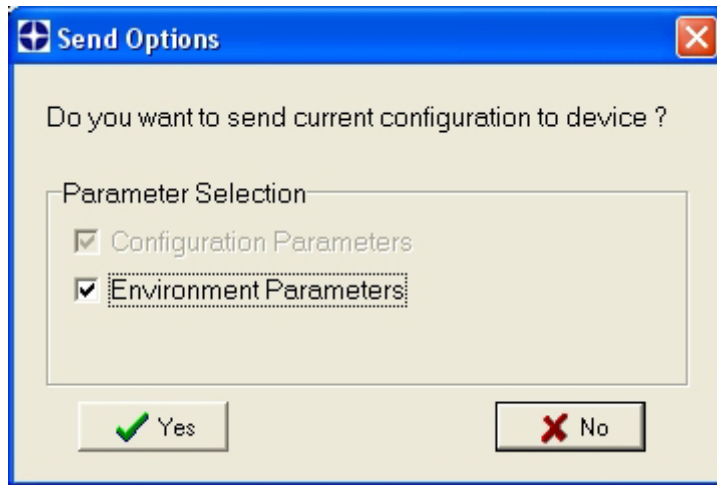 Send Options
Do you want to send current configuration to device ?
Parameter Selection
Configuration Parameters
Environment Parameters
Yes
No